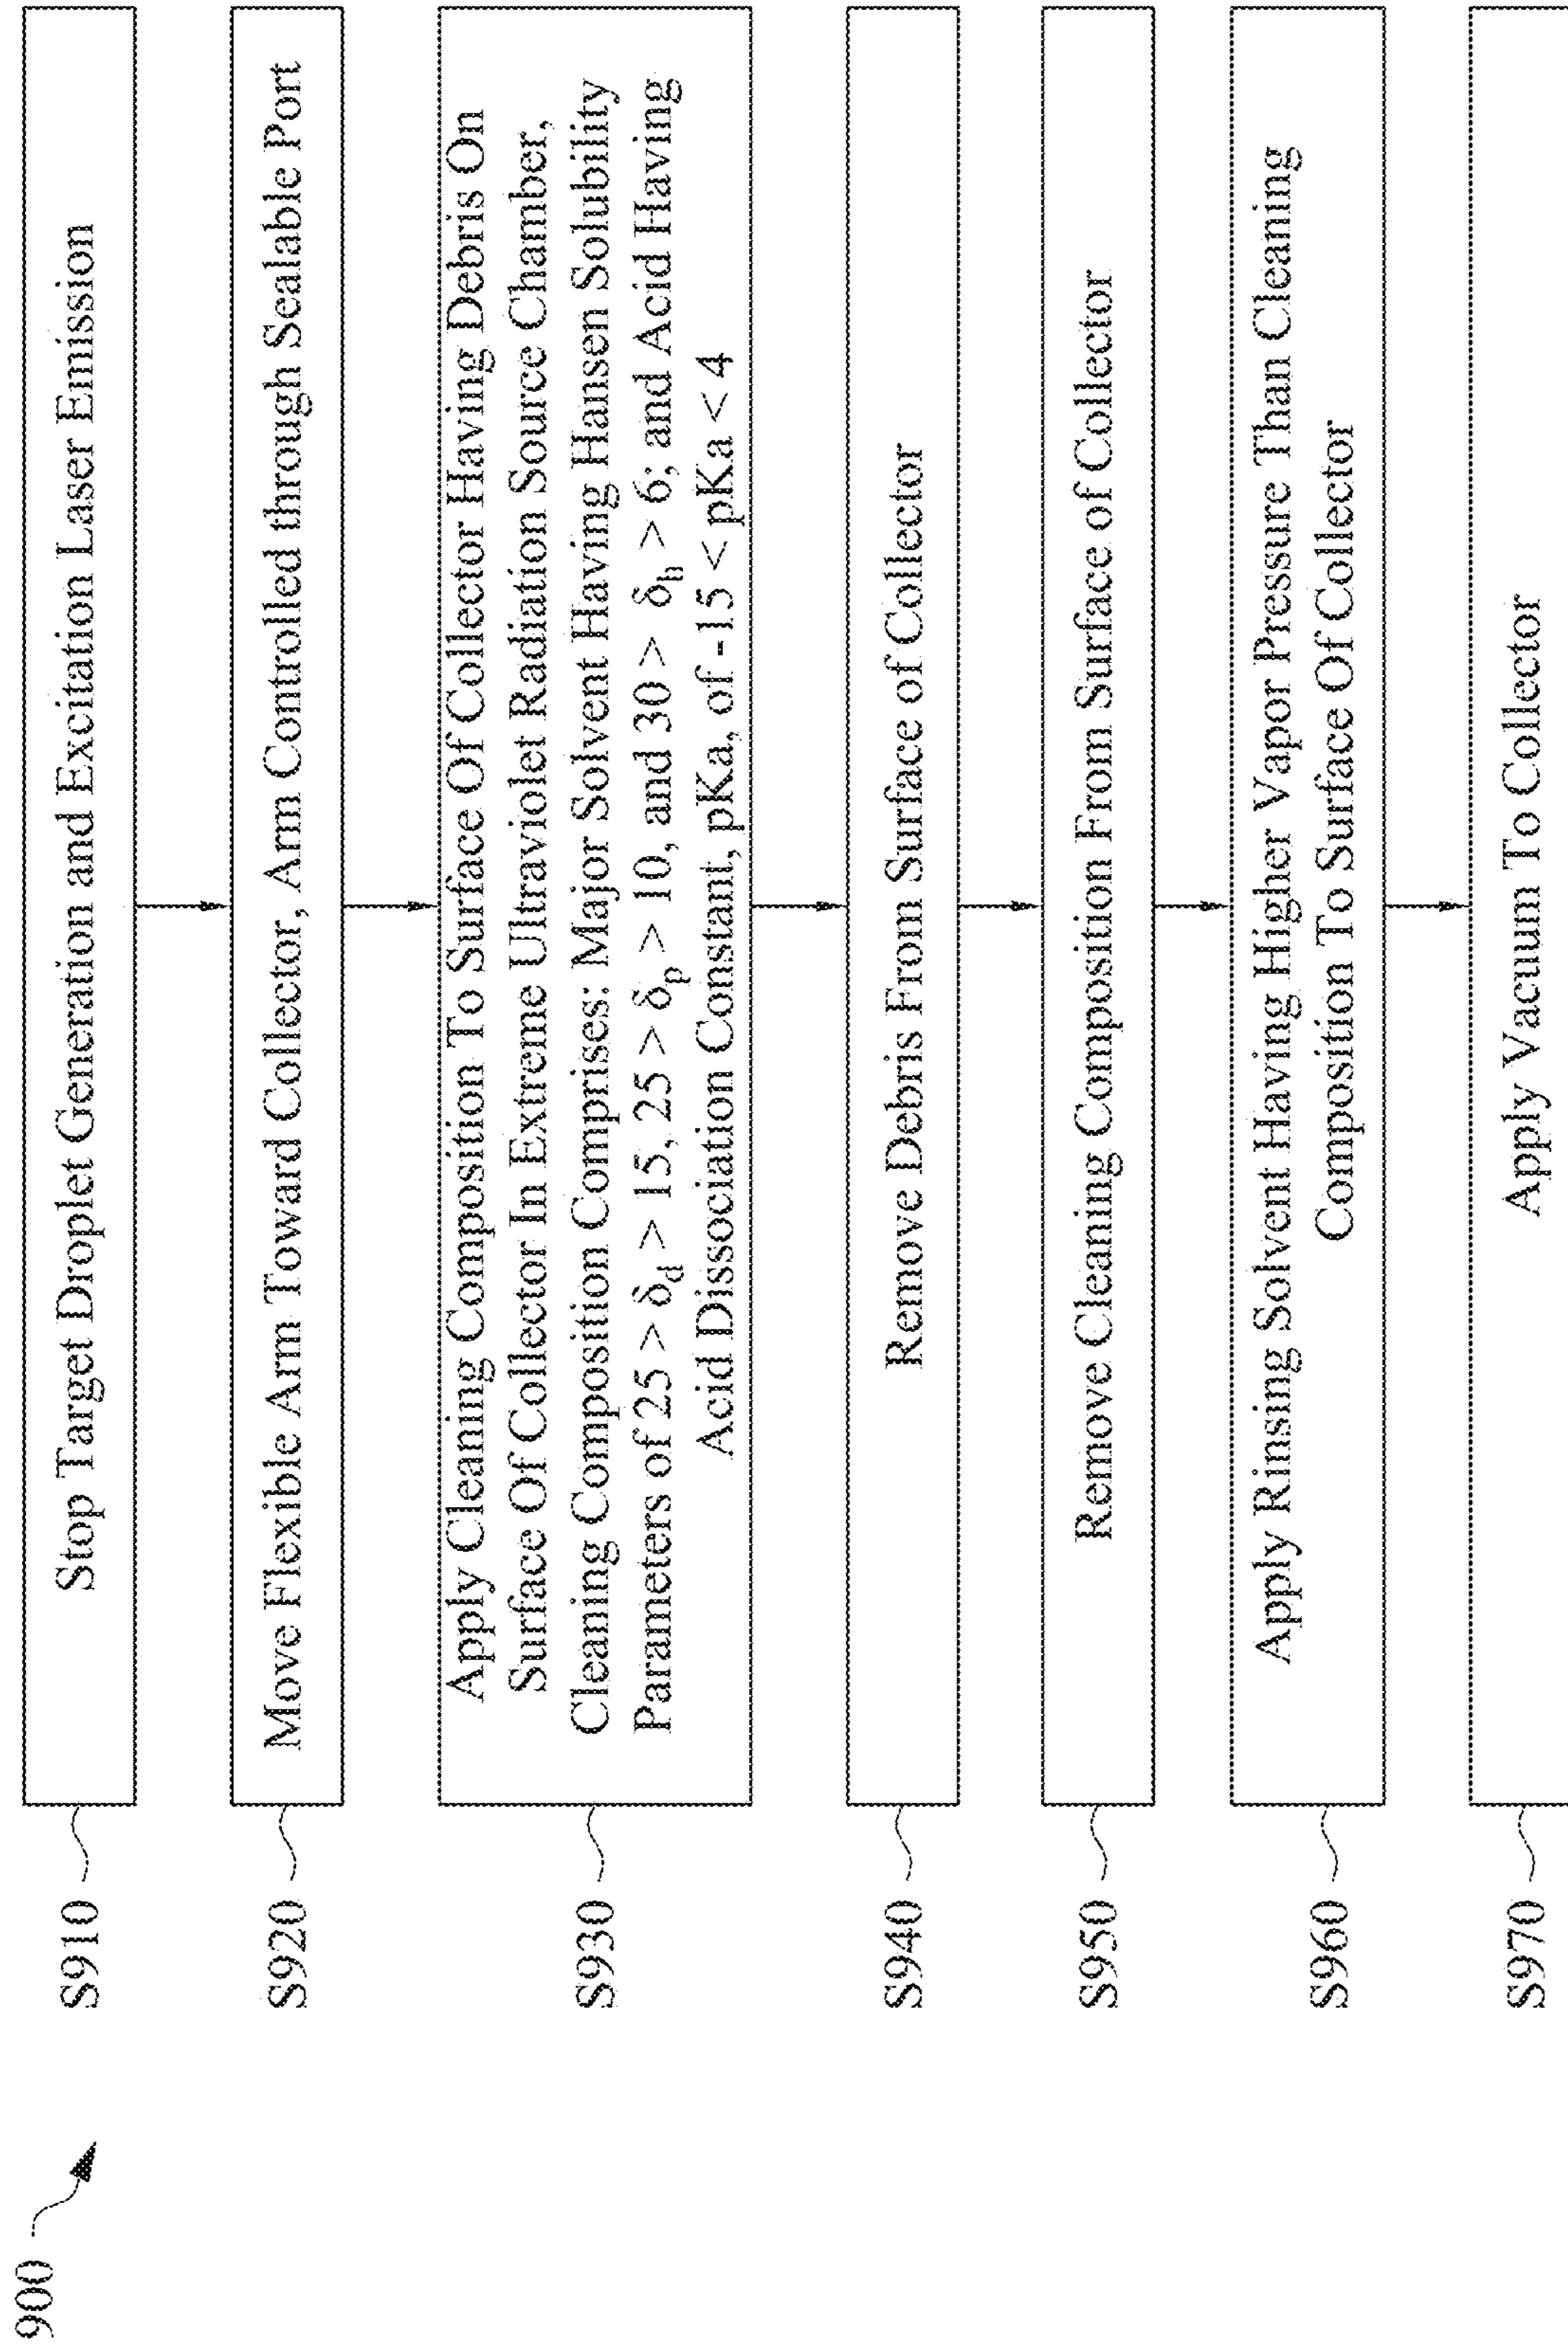 900
S910
Stop Target Droplet Generation and Excitation Laser Emission
S920
Move Flexible Arm Toward Collector, Arm Controlled through Sealable Port
S930
Apply Cleaning Composition To Surface Of Collector Having Debris On
Surface Of Collector In Extreme Ultraviolet Radiation Source Chamber,
Cleaning Composition Comprises: Major Solvent Having Hansen Solubility
Parameters of 25 > δd > 15, 25 > δp > 10, and 30 > δh > 6; and Acid Having
Acid Dissociation Constant, pKa, of -15 < pKa < 4
S940
Remove Debris From Surface of Collector
S950
Remove Cleaning Composition From Surface of Collector
S960
Apply Rinsing Solvent Having Higher Vapor Pressure Than Cleaning
Composition To Surface Of Collector
S970
Apply Vacuum To Collector